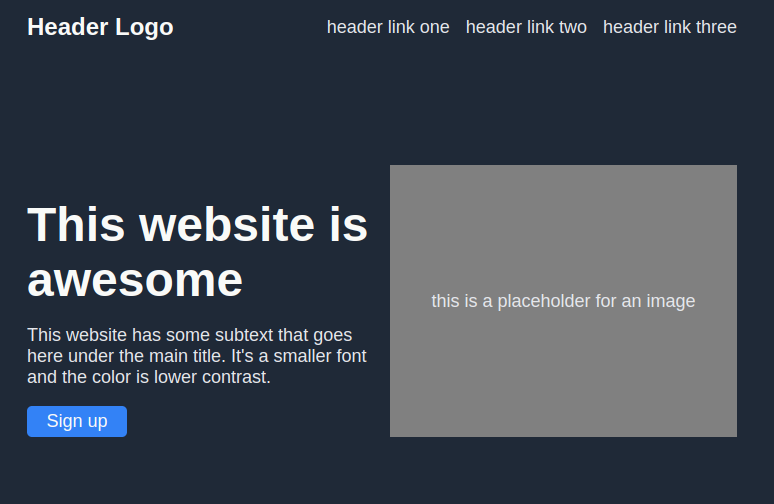 Header Logo
header link one header link two header link three
This website is
awesome
This website has some subtext that goes
here under the main title. It's a smaller font
and the color is lower contrast.
Sign up
this is a placeholder for an image